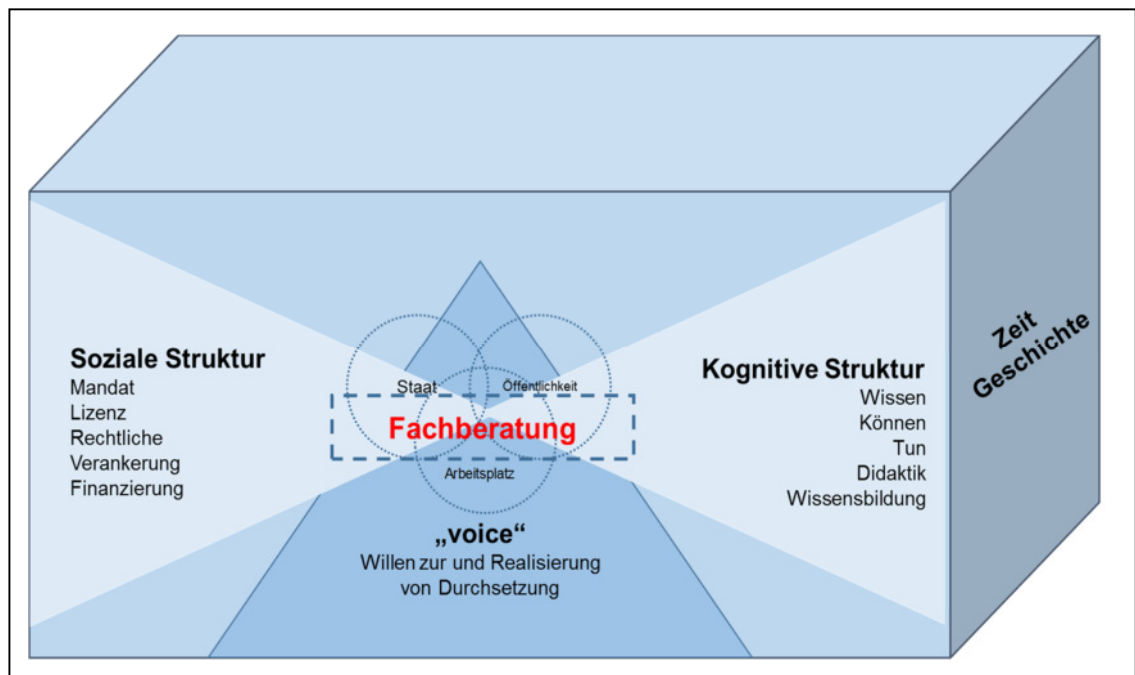 Soziale Struktur
Mandat
Lizenz
Rechtliche
Verankerung
Finanzierung
Staat
Öffentlichkeit
Fachberatung
Arbeitsplatz
„voice“
Willen zur und Realisierung
von Durchsetzung
Kognitive Struktur
Wissen
Können
Tun
Didaktik
Wissensbildung
Zeit
Geschichte